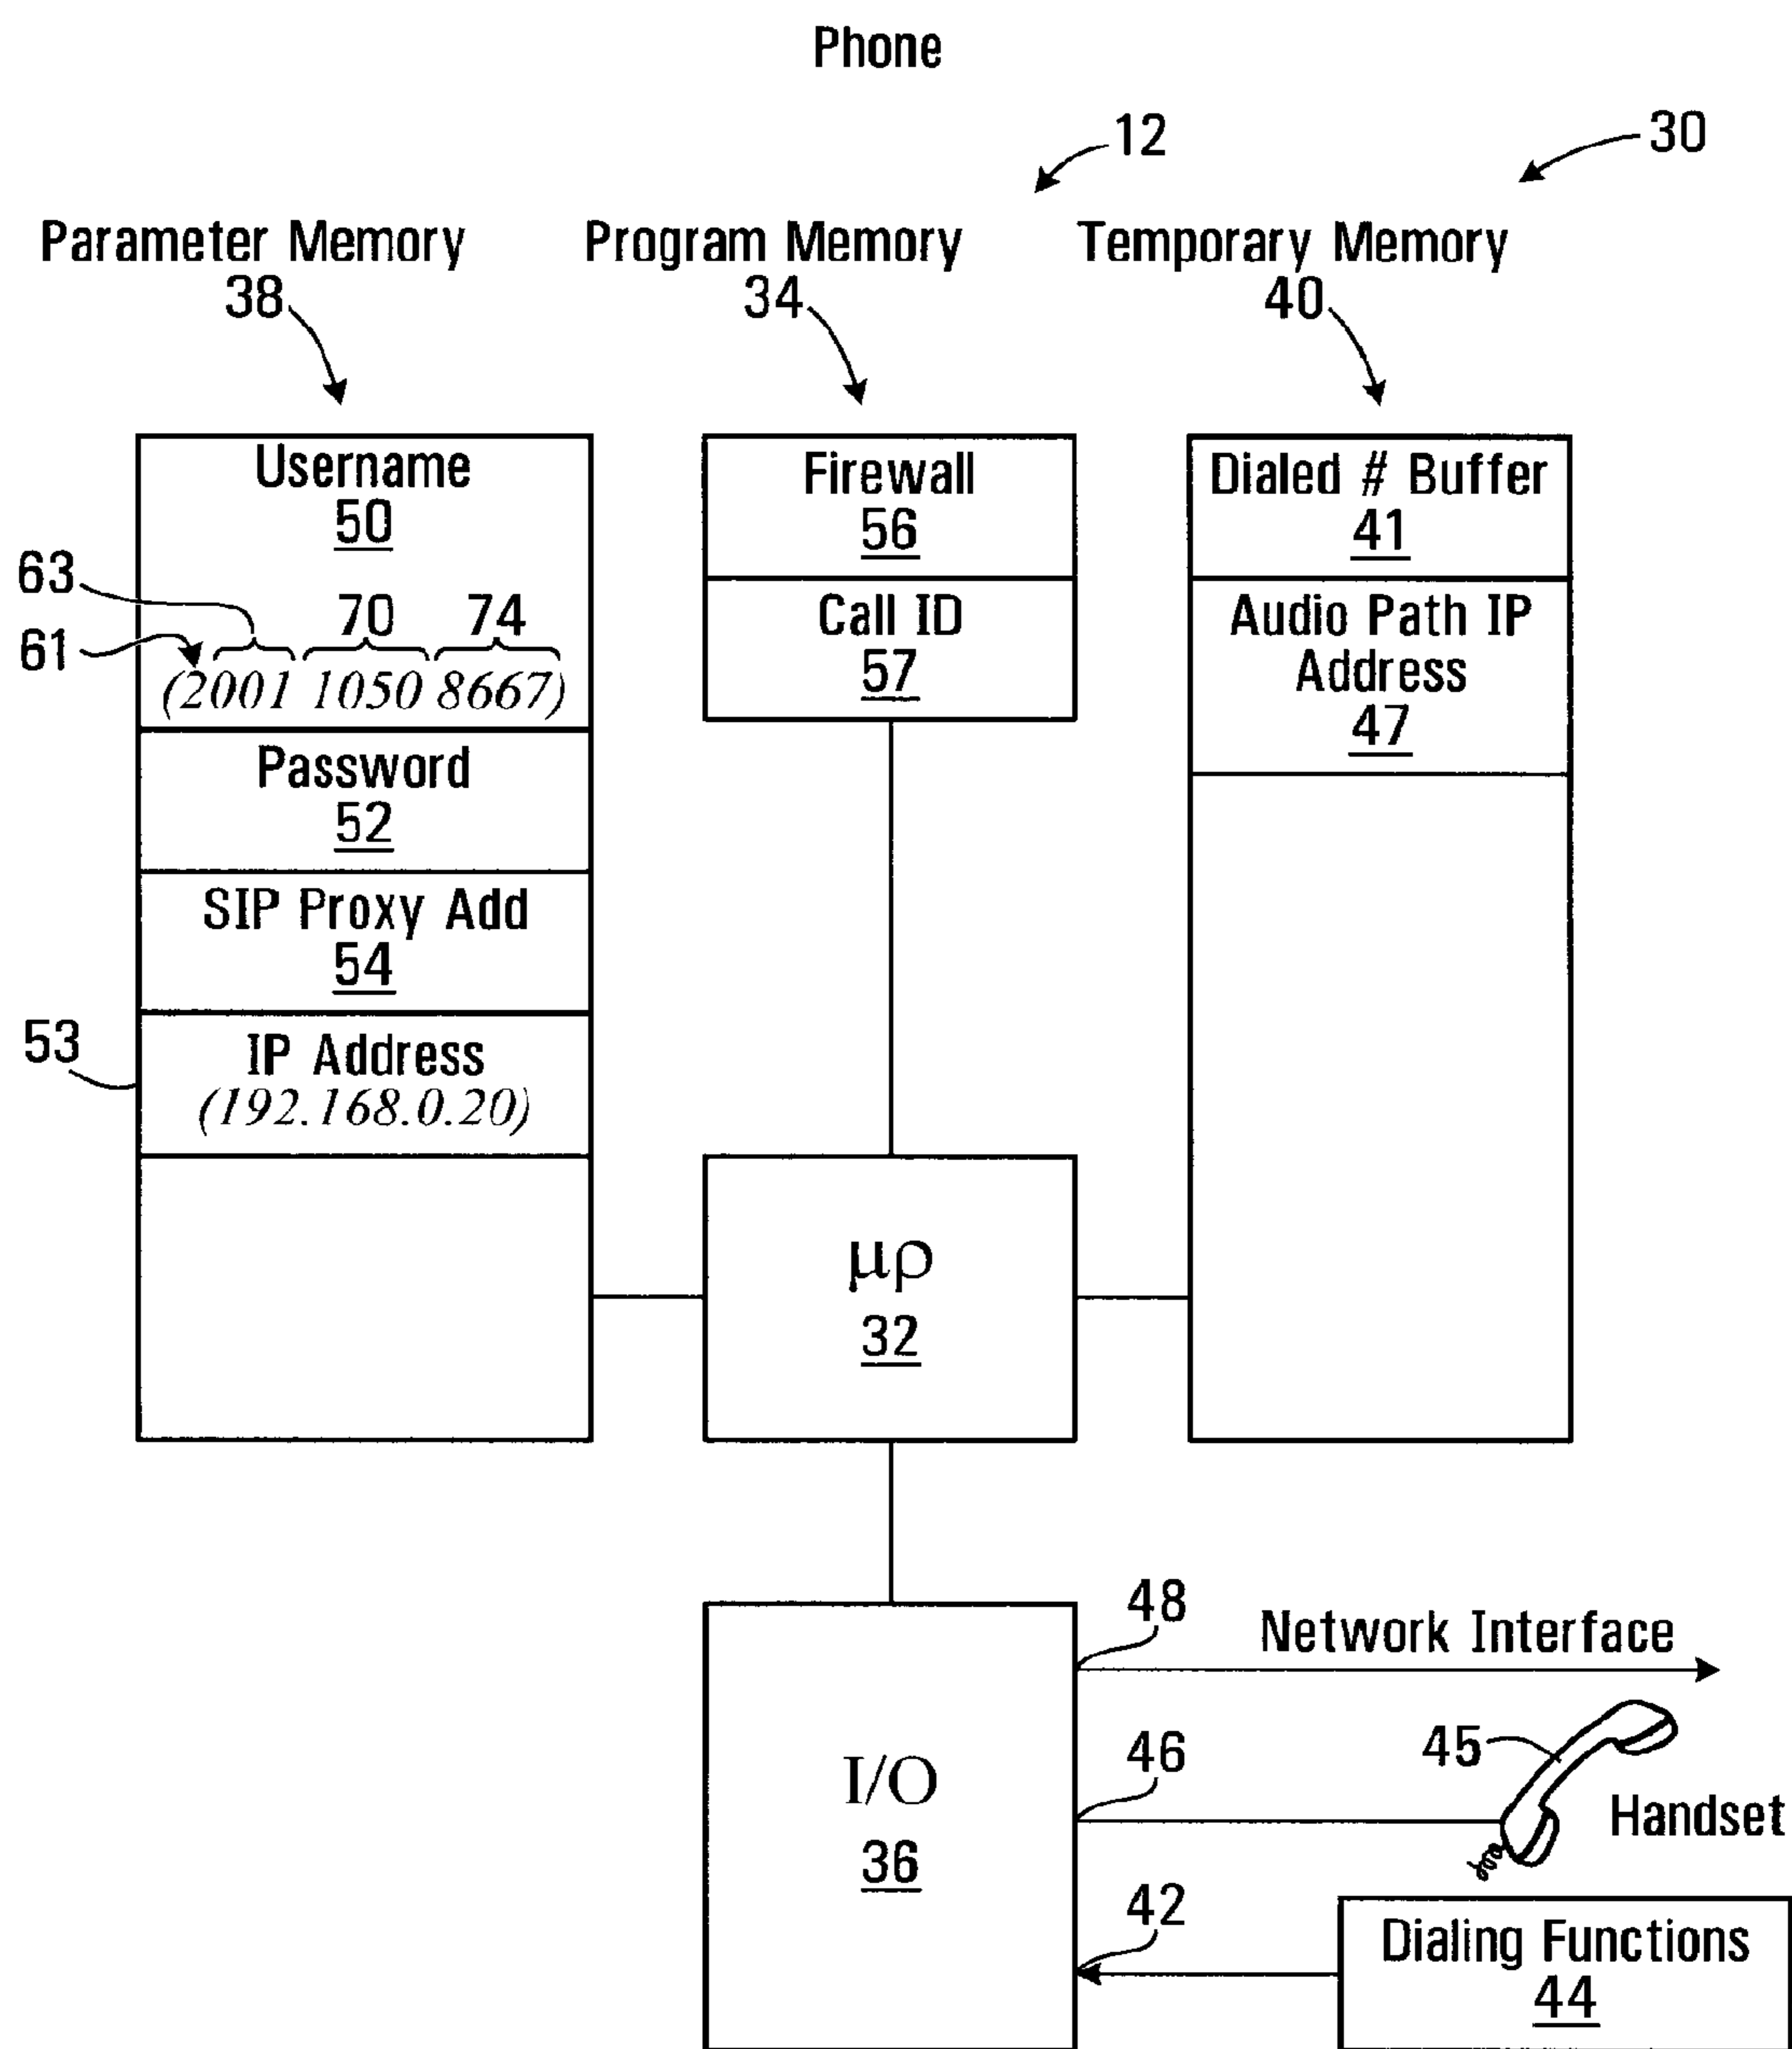 Phone
12
30
Parameter Memory
38
Program Memory
34
Temporary Memory
40
Username
50
63
61
70
74
(2001 1050 8667)
Password
52
SIP Proxy Add
54
53
IP Address
(192.168.0.20)
Firewall
56
Call ID
57
Dialed # Buffer
41
Audio Path IP
Address
47
μρ
32
I/O
36
48
Network Interface
46
45
Handset
42
Dialing Functions
44